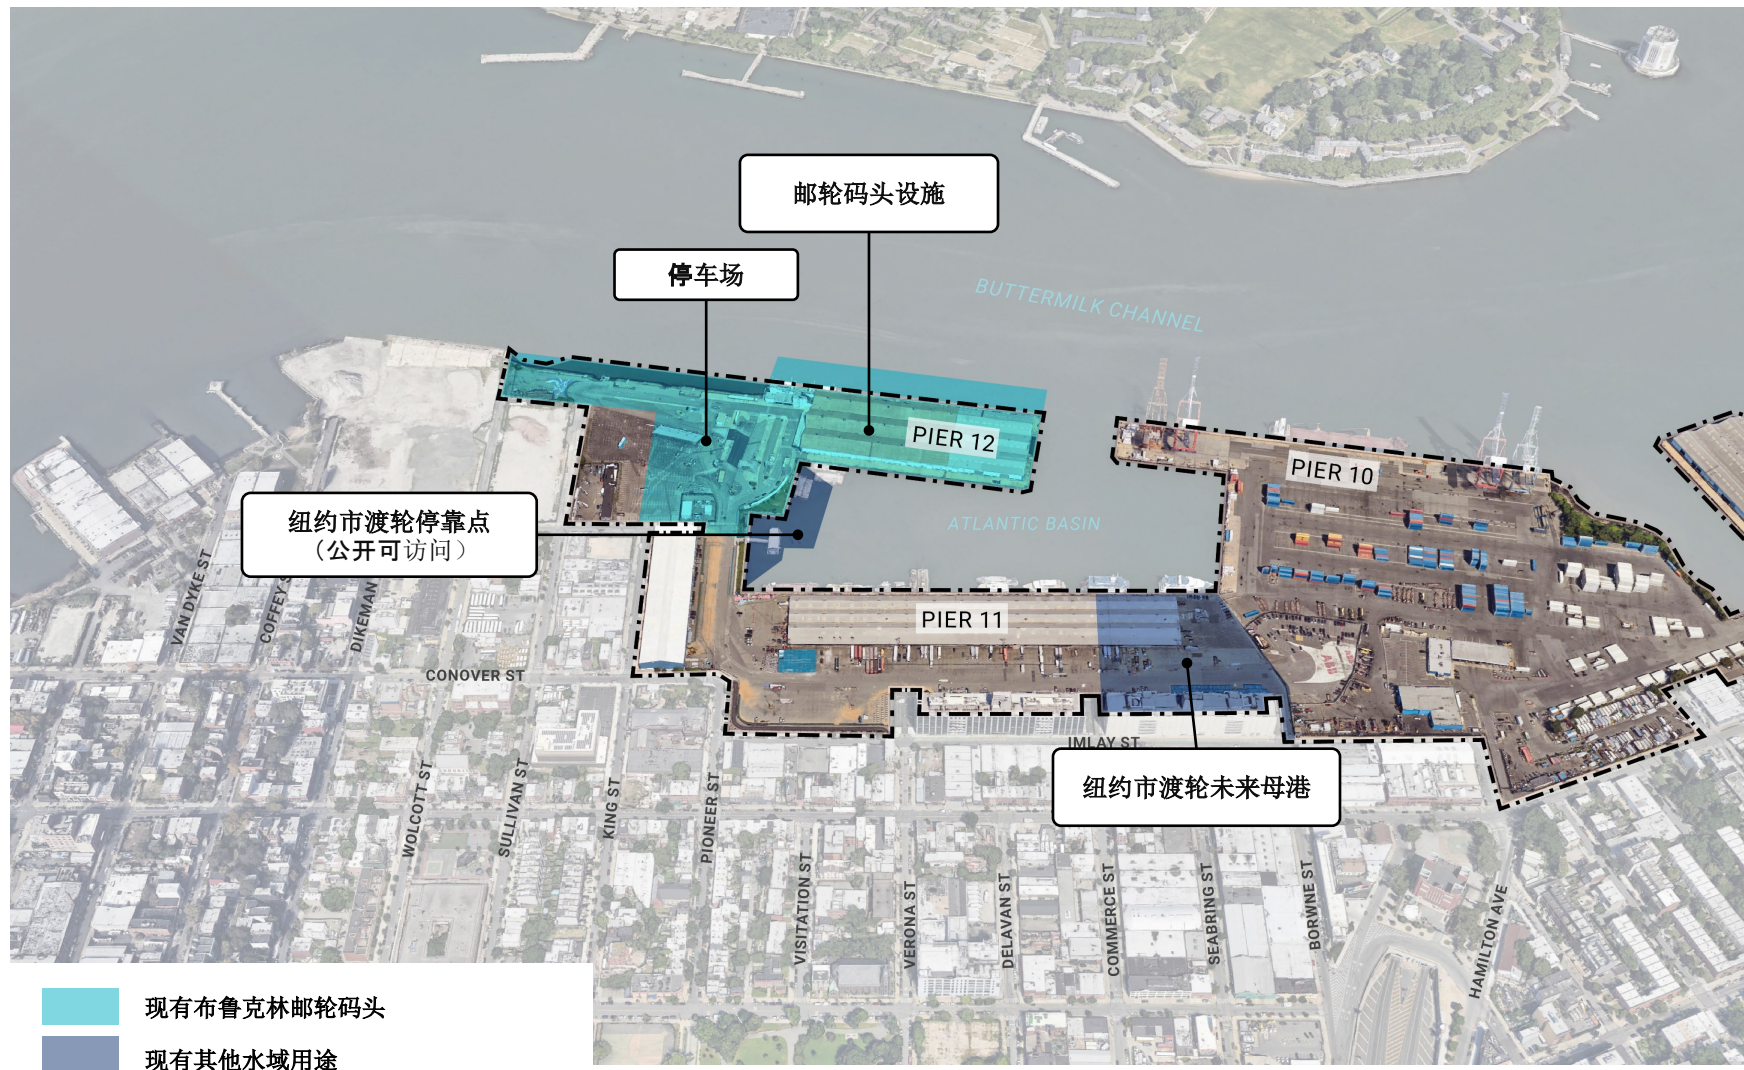 邮轮码头设施
停车场
BUTTERMILK CHANNEL
PIER 12
PIER 10
纽约市渡轮停靠点
（公开可访问）
ATLANTIC BASIN
PIER 11
VAN DYKE ST
COFFEY S
DIKEMAN
CONOVER ST
IMLAY ST
纽约市渡轮未来母港
WOLCOTT ST
SULLIVAN ST
KING ST
PIONEER ST
VISITATION ST
VERONA ST
DELAVAN ST
COMMERCE ST
SEABRING ST
BORWNE ST
HAMILTON AVE
现有布鲁克林邮轮码头
现有其他水域用途